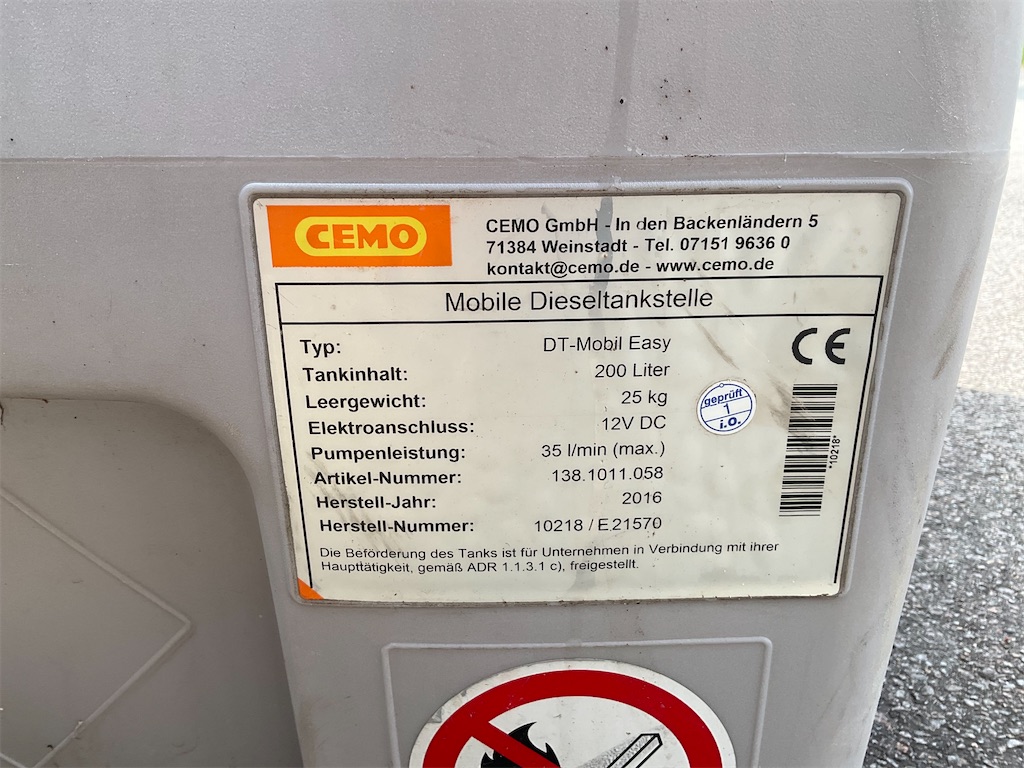 CEMO
CEMO GmbH - In den Backenländern 5
71384 Weinstadt - Tel. 07151 9636 0
kontakt@cemo.de - www.cemo.de
Mobile Dieseltankstelle
Typ: DT-Mobil Easy
Tankinhalt: 200 Liter
Leergewicht: 25 kg
Elektroanschluss: 12V DC
Pumpenleistung: 35 l/min (max.)
Artikel-Nummer: 138.1011.058
Herstell-Jahr: 2016
Herstell-Nummer: 10218 / E21570
CE
geprüft
1
i.O.
*10218*
Die Beförderung des Tanks ist für Unternehmen in Verbindung mit ihrer
Haupttätigkeit, gemäß ADR 1.1.3.1 c), freigestellt.